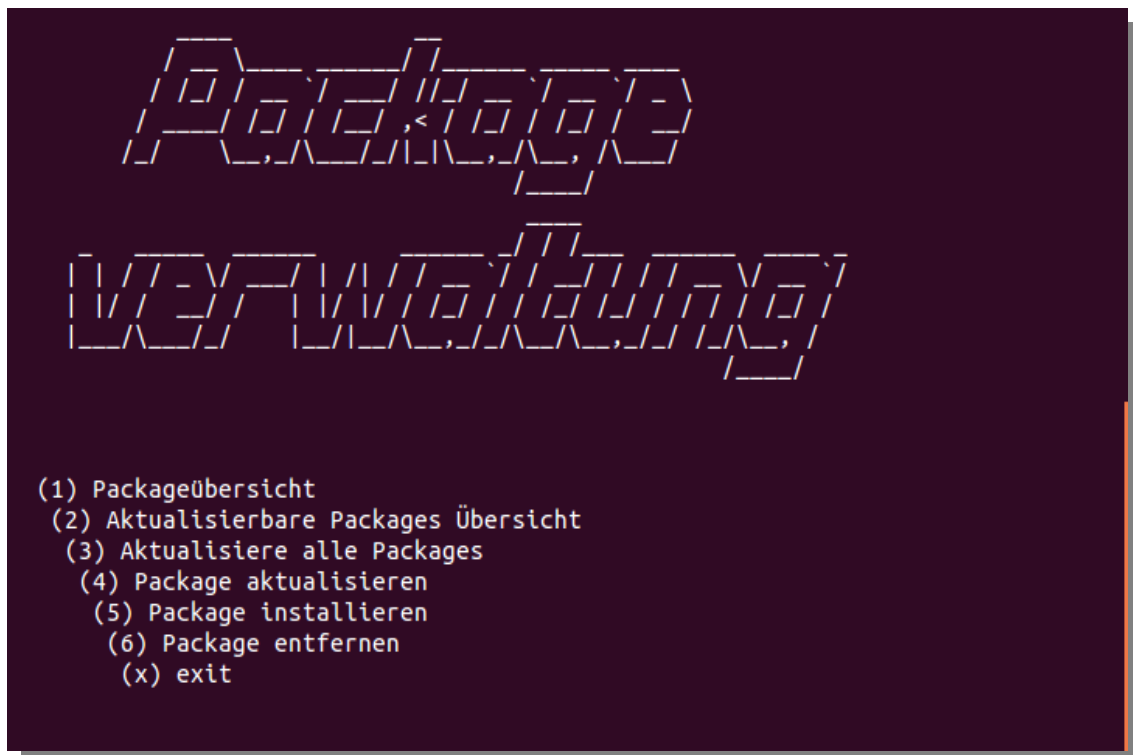 Package
verwaltung
(1) Packageübersicht
(2) Aktualisierbare Packages Übersicht
(3) Aktualisiere alle Packages
(4) Package aktualisieren
(5) Package installieren
(6) Package entfernen
(x) exit